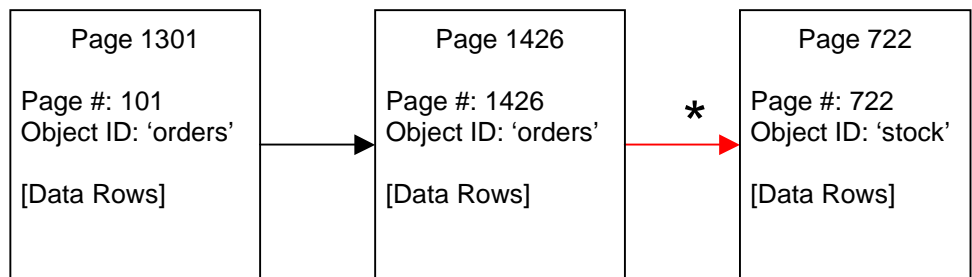 Page 1301
Page #: 101
Object ID: ‘orders’
[Data Rows]
Page 1426
Page #: 1426
Object ID: ‘orders’
[Data Rows]
*
Page 722
Page #: 722
Object ID: ‘stock’
[Data Rows]